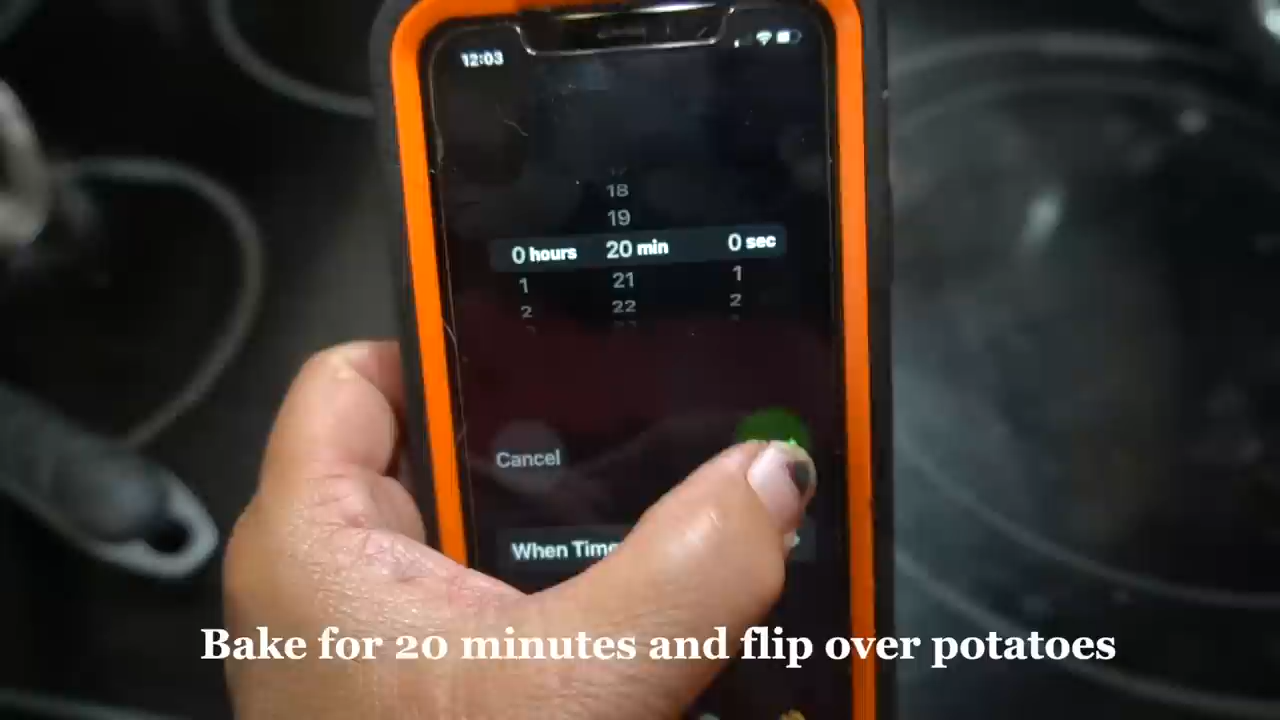 12:03
18
19
0 hours 20 min 0 sec
1 21 1
2 22 2
Cancel
When Time
Bake for 20 minutes and flip over potatoes